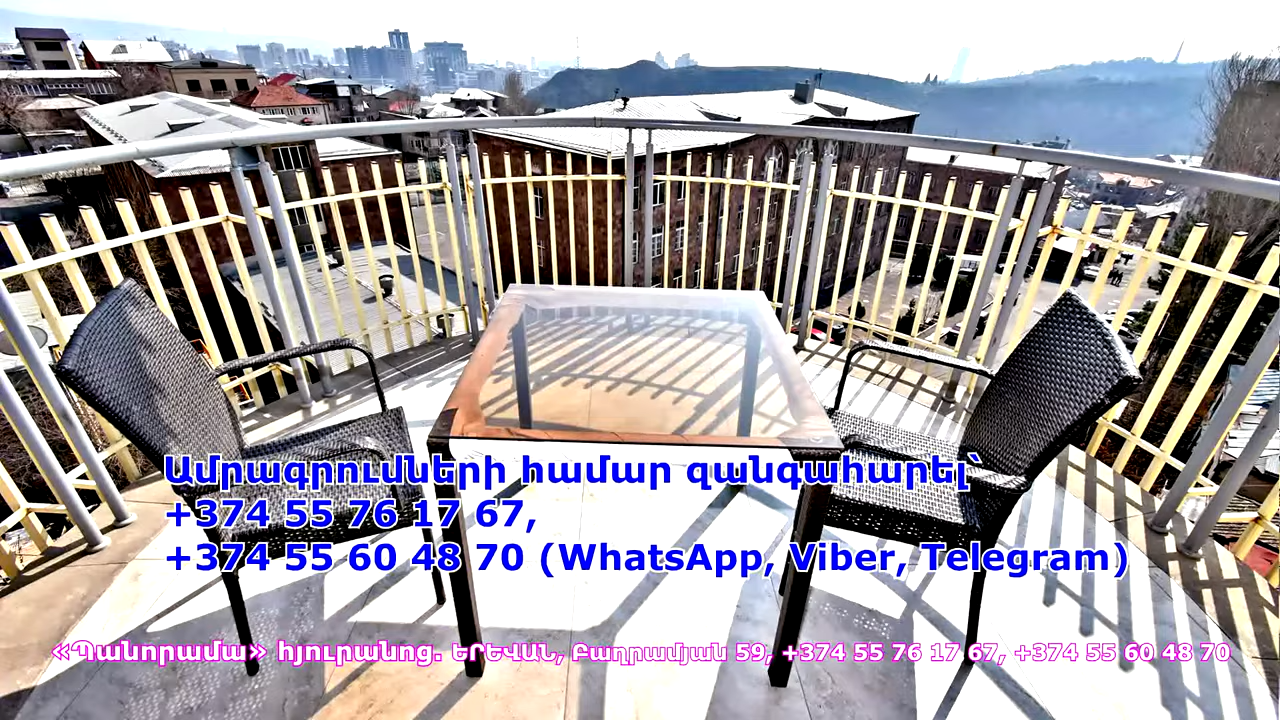 Ամրագրումների համար զանգահարել՝
+374 55 76 17 67,
+374 55 60 48 70 (WhatsApp, Viber, Telegram)
«Պանորամա» հյուրանոց. ԵՐԵՎԱՆ, Բաղրամյան 59, +374 55 76 17 67, +374 55 60 48 70